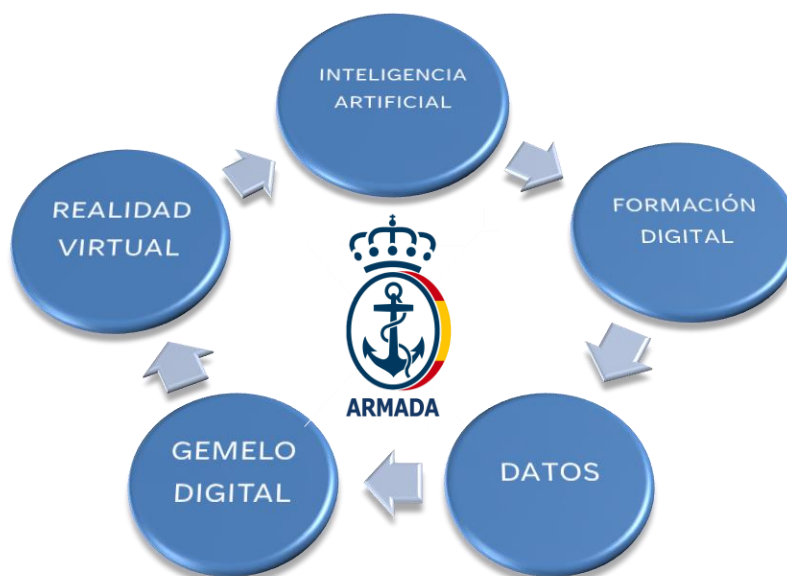 INTELIGENCIA
ARTIFICIAL
FORMACIÓN
DIGITAL
DATOS
GEMELO
DIGITAL
REALIDAD
VIRTUAL
ARMADA